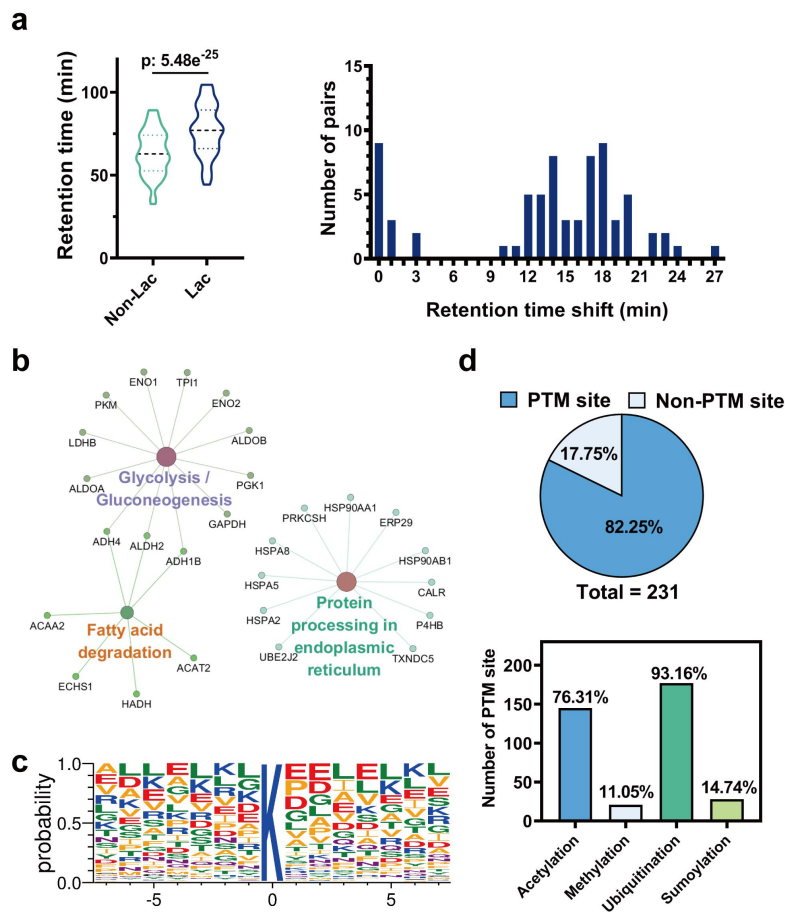 a
p: 5.48e-25
Retention time (min)
100
50
0
Non-Lac
Lac
Number of pairs
15
10
5
0
0 3 6 9 12 15 18 21 24 27
Retention time shift (min)
b
ENO1
TPI1
PKM
ENO2
LDHB
ALDOB
ALDOA
PGK1
Glycolysis /
Gluconeogenesis
GAPDH
ADH4
ALDH2
ADH1B
ACAA2
Fatty acid
degradation
ACAT2
ECHS1
HADH
HSP90AA1
PRKCSH
ERP29
HSPA8
HSP90AB1
HSPA5
CALR
HSPA2
P4HB
UBE2J2
TXNDC5
Protein
processing in
endoplasmic
reticulum
c
probability
1.0
0.5
0.0
K
-5 0 5
d
PTM site Non-PTM site
17.75%
82.25%
Total = 231
Number of PTM site
200
150
100
50
0
76.31%
11.05%
93.16%
14.74%
Acetylation
Methylation
Ubiquitination
Sumoylation